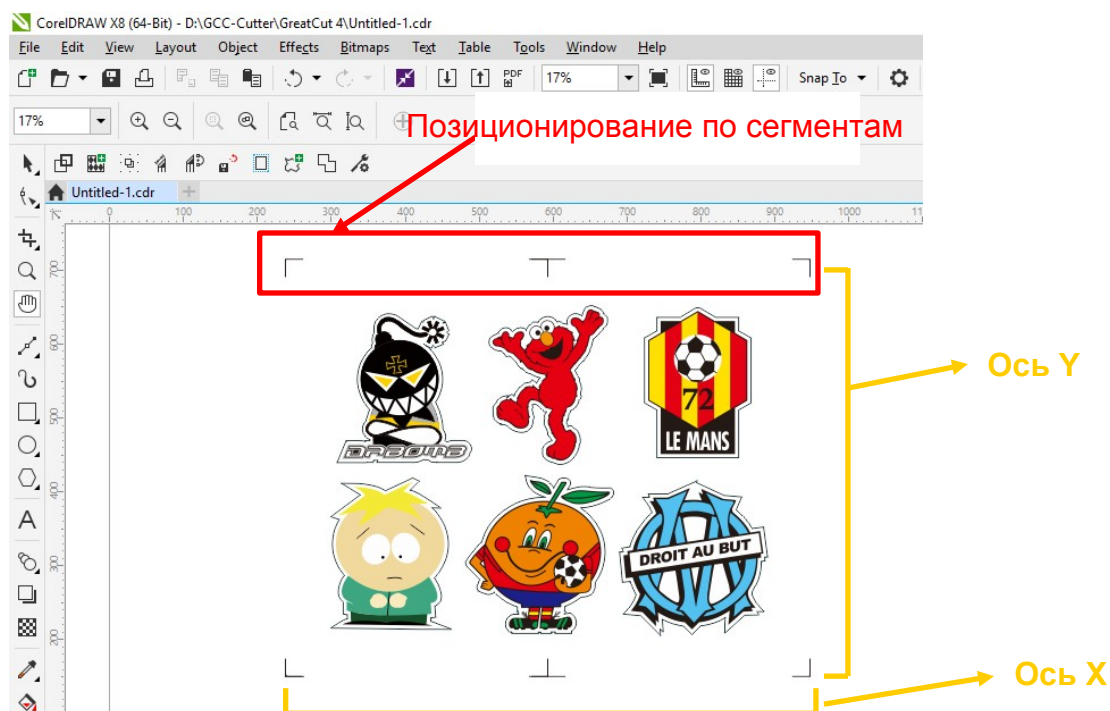 CorelDRAW X8 (64-Bit) - D:\GCC-Cutter\GreatCut 4\Untitled-1.cdr
File Edit View Layout Object Effects Bitmaps Text Table Tools Window Help
PDF 17% Snap To
17%
Позиционирование по сегментам
Untitled-1.cdr
0 100 200 300 400 500 600 700 800 900 1000 11
700
600
Ось Y
72
500
LE MANS
DABOMB
400
DROIT AU BUT
300
200
Ось X